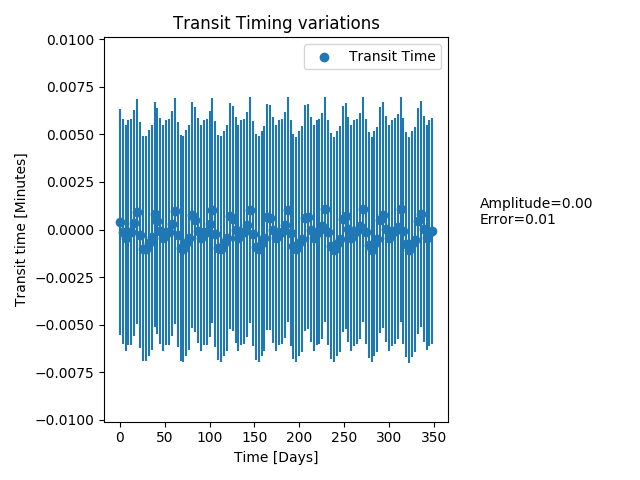 Transit Timing variations
Transit Time
0.0100
0.0075
0.0050
0.0025
0.0000
−0.0025
−0.0050
−0.0075
−0.0100
Transit time [Minutes]
0 50 100 150 200 250 300 350
Time [Days]
Amplitude=0.00
Error=0.01